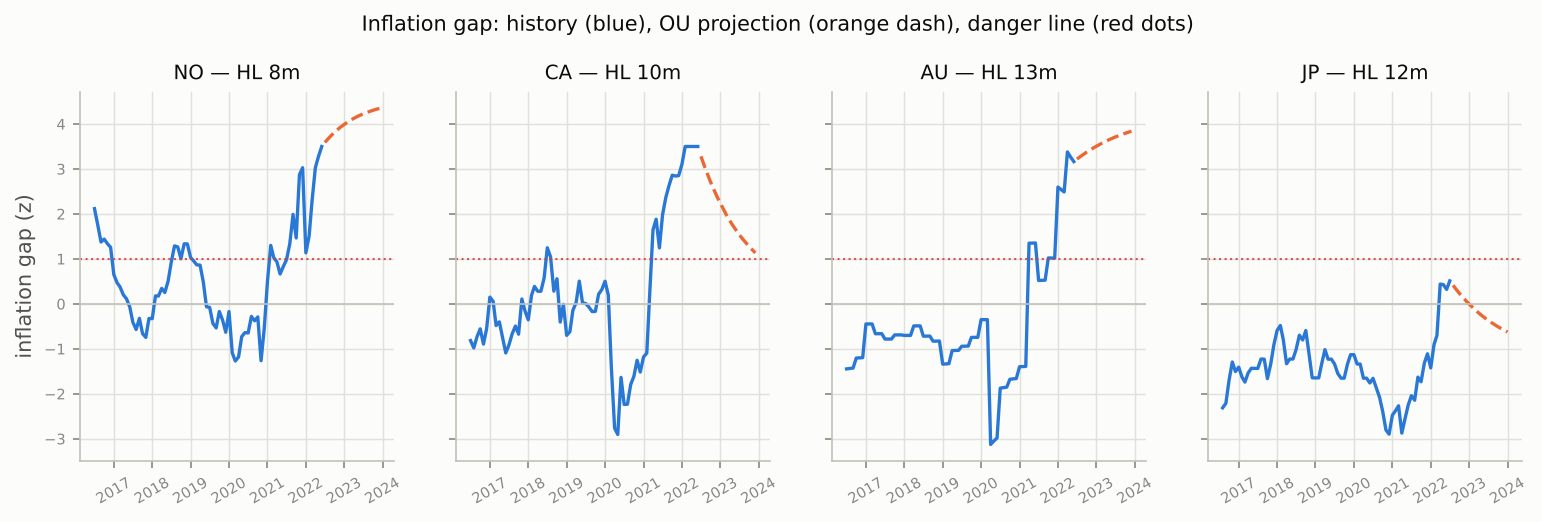 Inflation gap: history (blue), OU projection (orange dash), danger line (red dots)
NO — HL 8m
CA — HL 10m
AU — HL 13m
JP — HL 12m
inflation gap (z)
4
3
2
1
0
−1
−2
−3
2017 2018 2019 2020 2021 2022 2023 2024
2017 2018 2019 2020 2021 2022 2023 2024
2017 2018 2019 2020 2021 2022 2023 2024
2017 2018 2019 2020 2021 2022 2023 2024